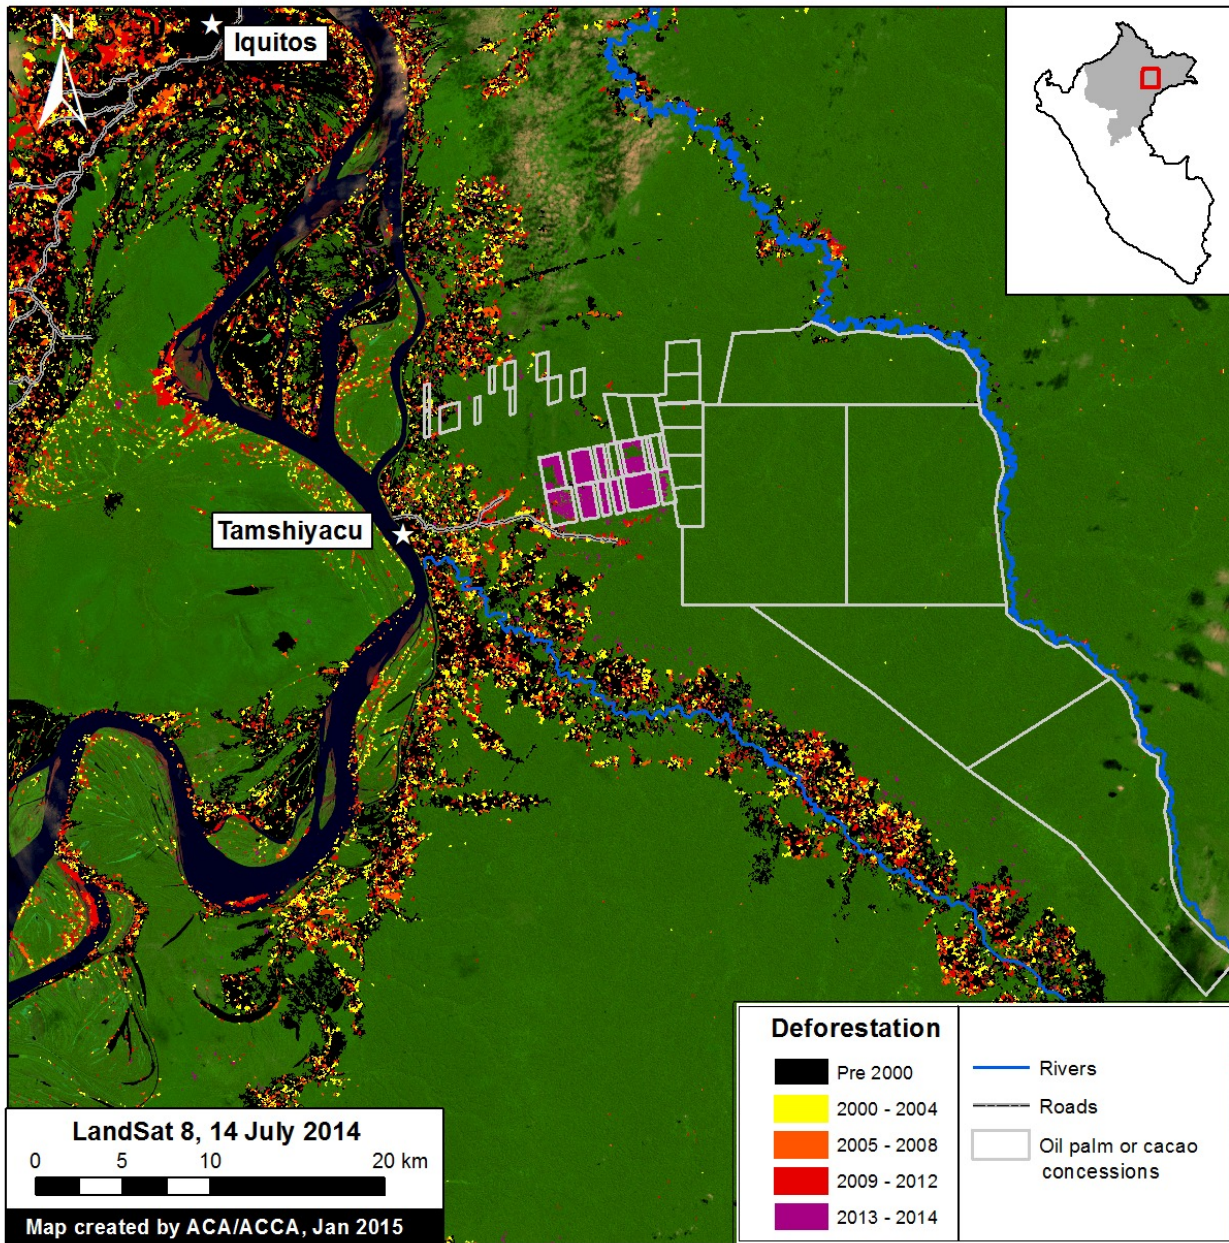 N
Iquitos
Tamshiyacu
LandSat 8, 14 July 2014
0 5 10 20 km
Map created by ACA/ACCA, Jan 2015
Deforestation
Pre 2000
2000 - 2004
2005 - 2008
2009 - 2012
2013 - 2014
Rivers
Roads
Oil palm or cacao
concessions